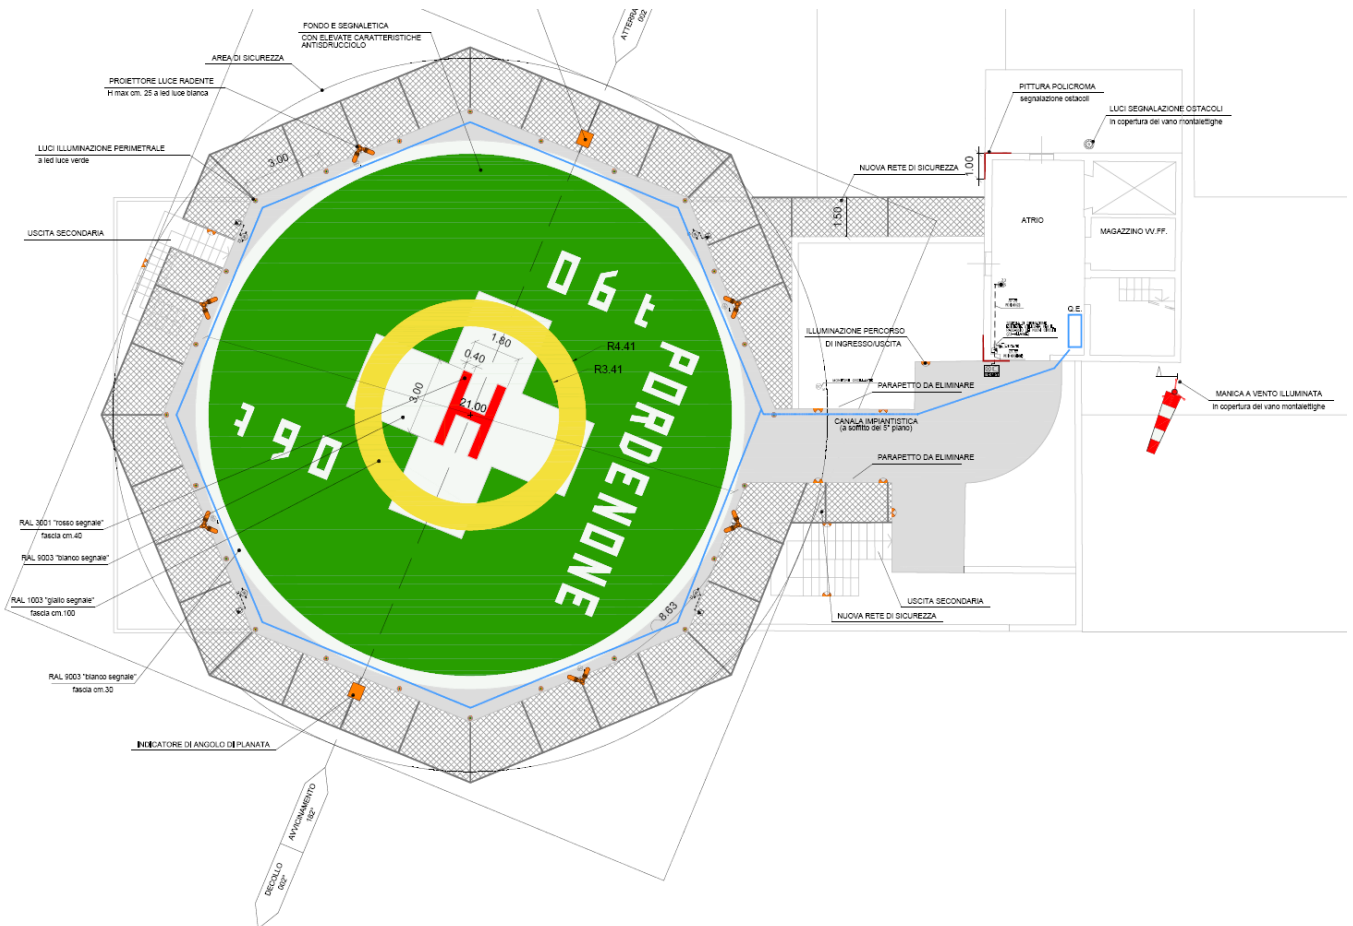 FONDO E SEGNALETICA
CON ELEVATE CARATTERISTICHE
ANTISDRUCCIOLO
ATTERRA
002
AREA DI SICUREZZA
PROIETTORE LUCE RADENTE
H max cm. 25 a led luce bianca
LUCI ILLUMINAZIONE PERIMETRALE
a led luce verde
USCITA SECONDARIA
3.00
PITTURA POLICROMA
segnalazione ostacoli
LUCI SEGNALAZIONE OSTACOLI
in copertura del vano montalettighe
1.00
NUOVA RETE DI SICUREZZA
1.50
ATRIO
MAGAZZINO VV.FF.
Q.E.
ILLUMINAZIONE PERCORSO
DI INGRESSO/USCITA
PARAPETTO DA ELIMINARE
CANALA IMPIANTISTICA
(a soffitto del 5° piano)
PARAPETTO DA ELIMINARE
MANICA A VENTO ILLUMINATA
in copertura del vano montalettighe
190
PORDENONE
190
1.80
0.40
3.00
21.00
H
R4.41
R3.41
8.63
RAL 3001 "rosso segnale"
fascia cm.40
RAL 9003 "bianco segnale"
RAL 1003 "giallo segnale"
fascia cm.100
RAL 9003 "bianco segnale"
fascia cm.30
USCITA SECONDARIA
NUOVA RETE DI SICUREZZA
INDICATORE DI ANGOLO DI PLANATA
AVVICINAMENTO
182°
DECOLLO
002°